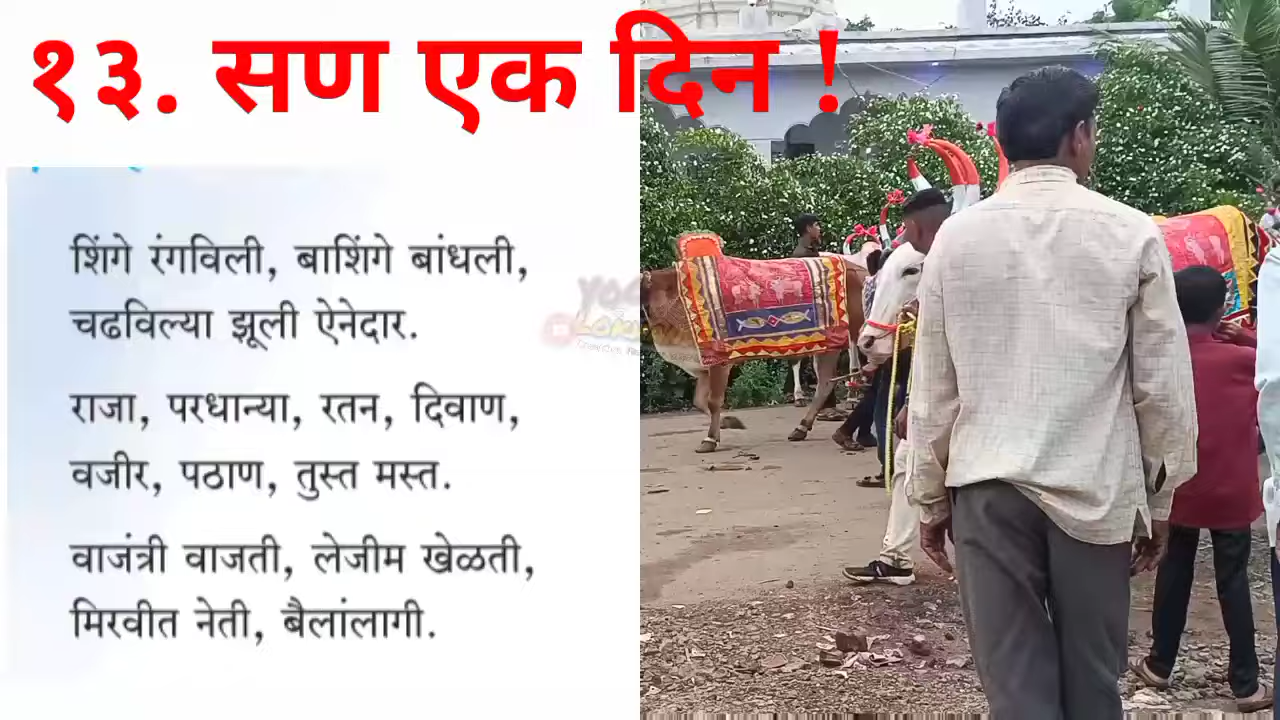 १३. सण एक दिन !
शिंगे रंगविली, बाशिंगे बांधली,
चढविल्या झूली ऐनेदार.
राजा, परधान्या, रतन, दिवाण,
वजीर, पठाण, तुस्त मस्त.
वाजंत्री वाजती, लेजीम खेळती,
मिरवीत नेती, बैलांलागी.